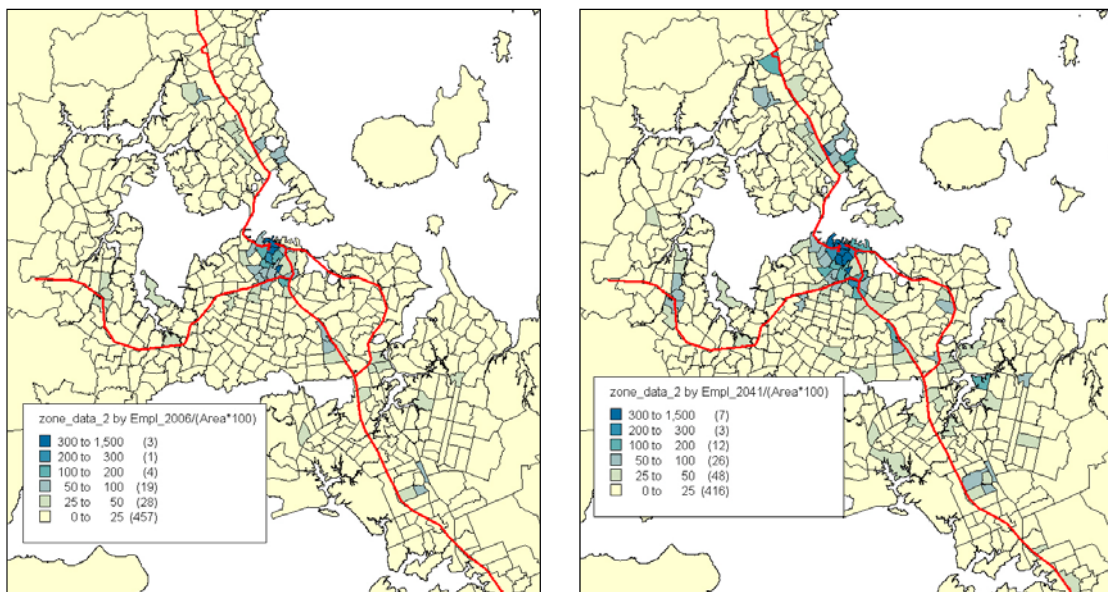 zone_data_2 by Empl_2006/(Area*100)
300 to 1,500 (3)
200 to 300 (1)
100 to 200 (4)
50 to 100 (19)
25 to 50 (28)
0 to 25 (457)
zone_data_2 by Empl_2041/(Area*100)
300 to 1,500 (7)
200 to 300 (3)
100 to 200 (12)
50 to 100 (26)
25 to 50 (48)
0 to 25 (416)